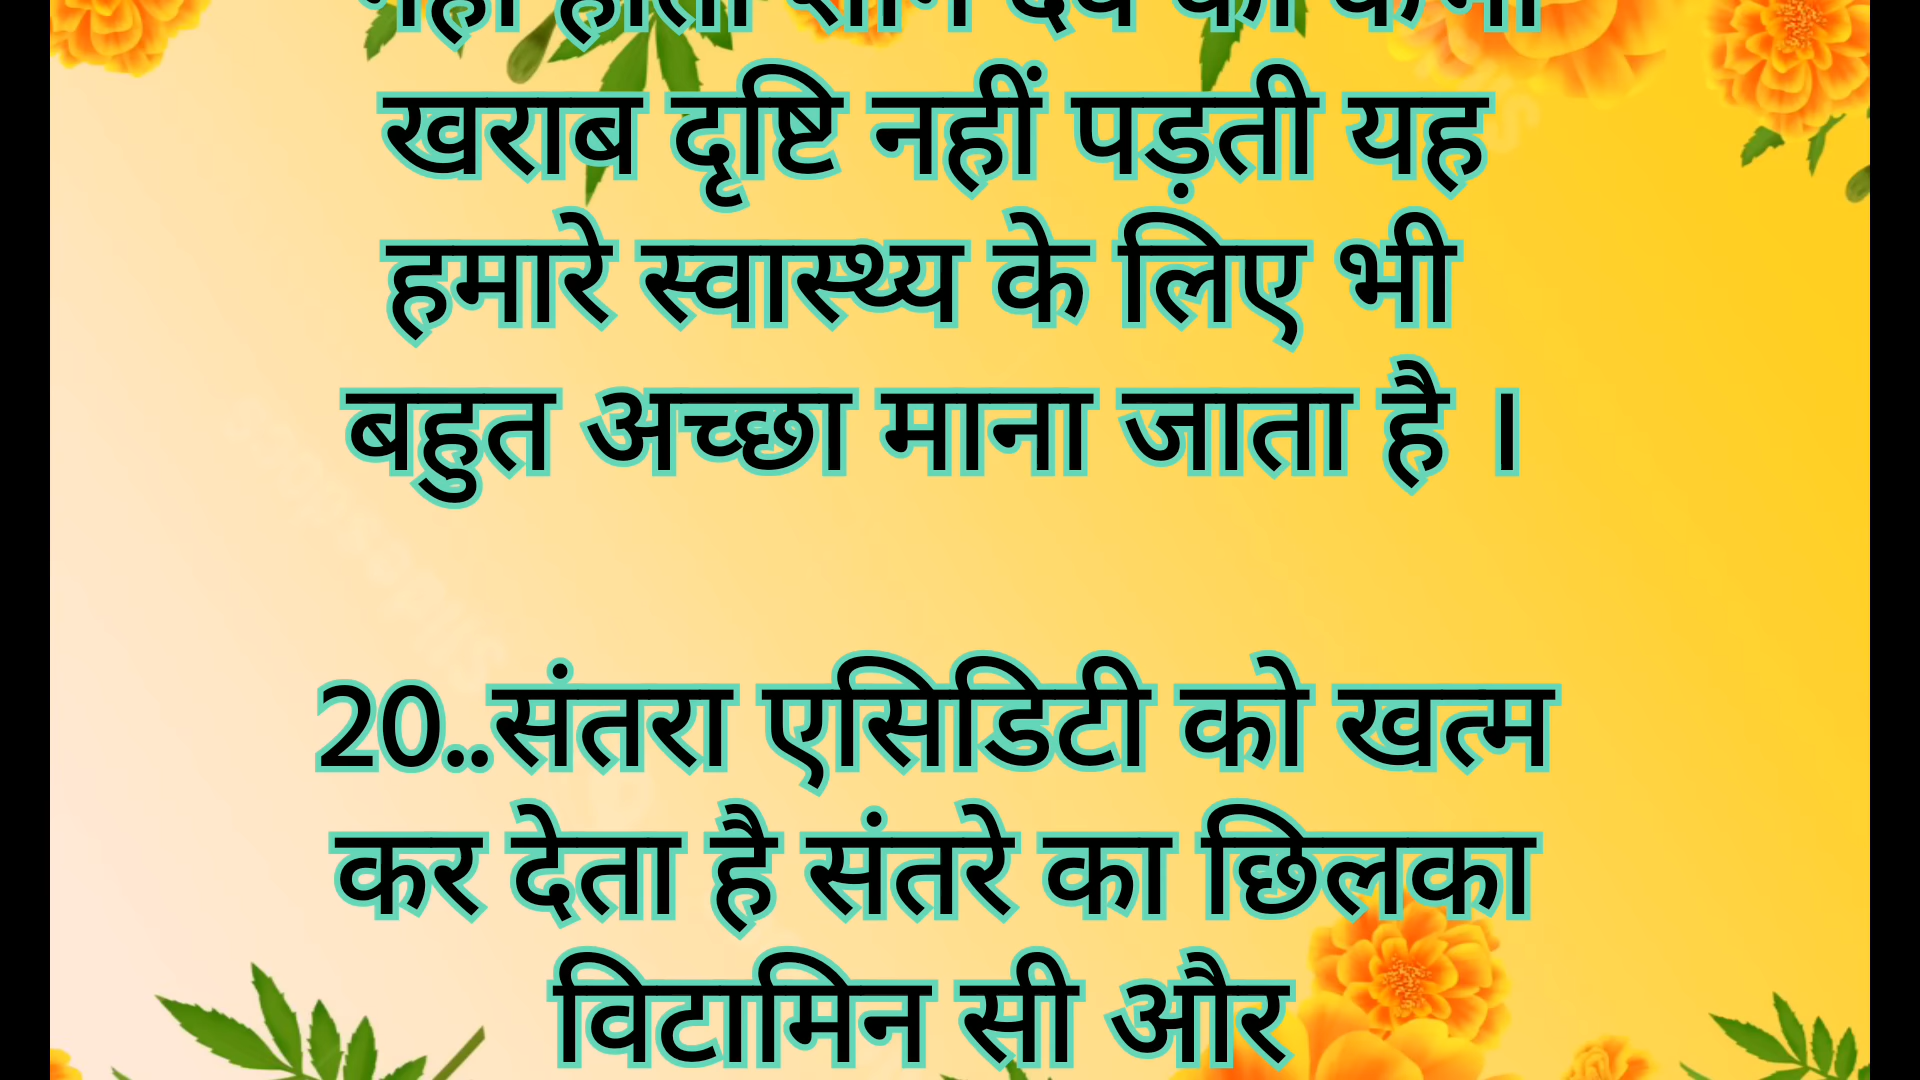 खराब दृष्टि नहीं पड़ती यह
हमारे स्वास्थ्य के लिए भी
बहुत अच्छा माना जाता है ।
20..संतरा एसिडिटी को खत्म
कर देता है संतरे का छिलका
विटामिन सी और